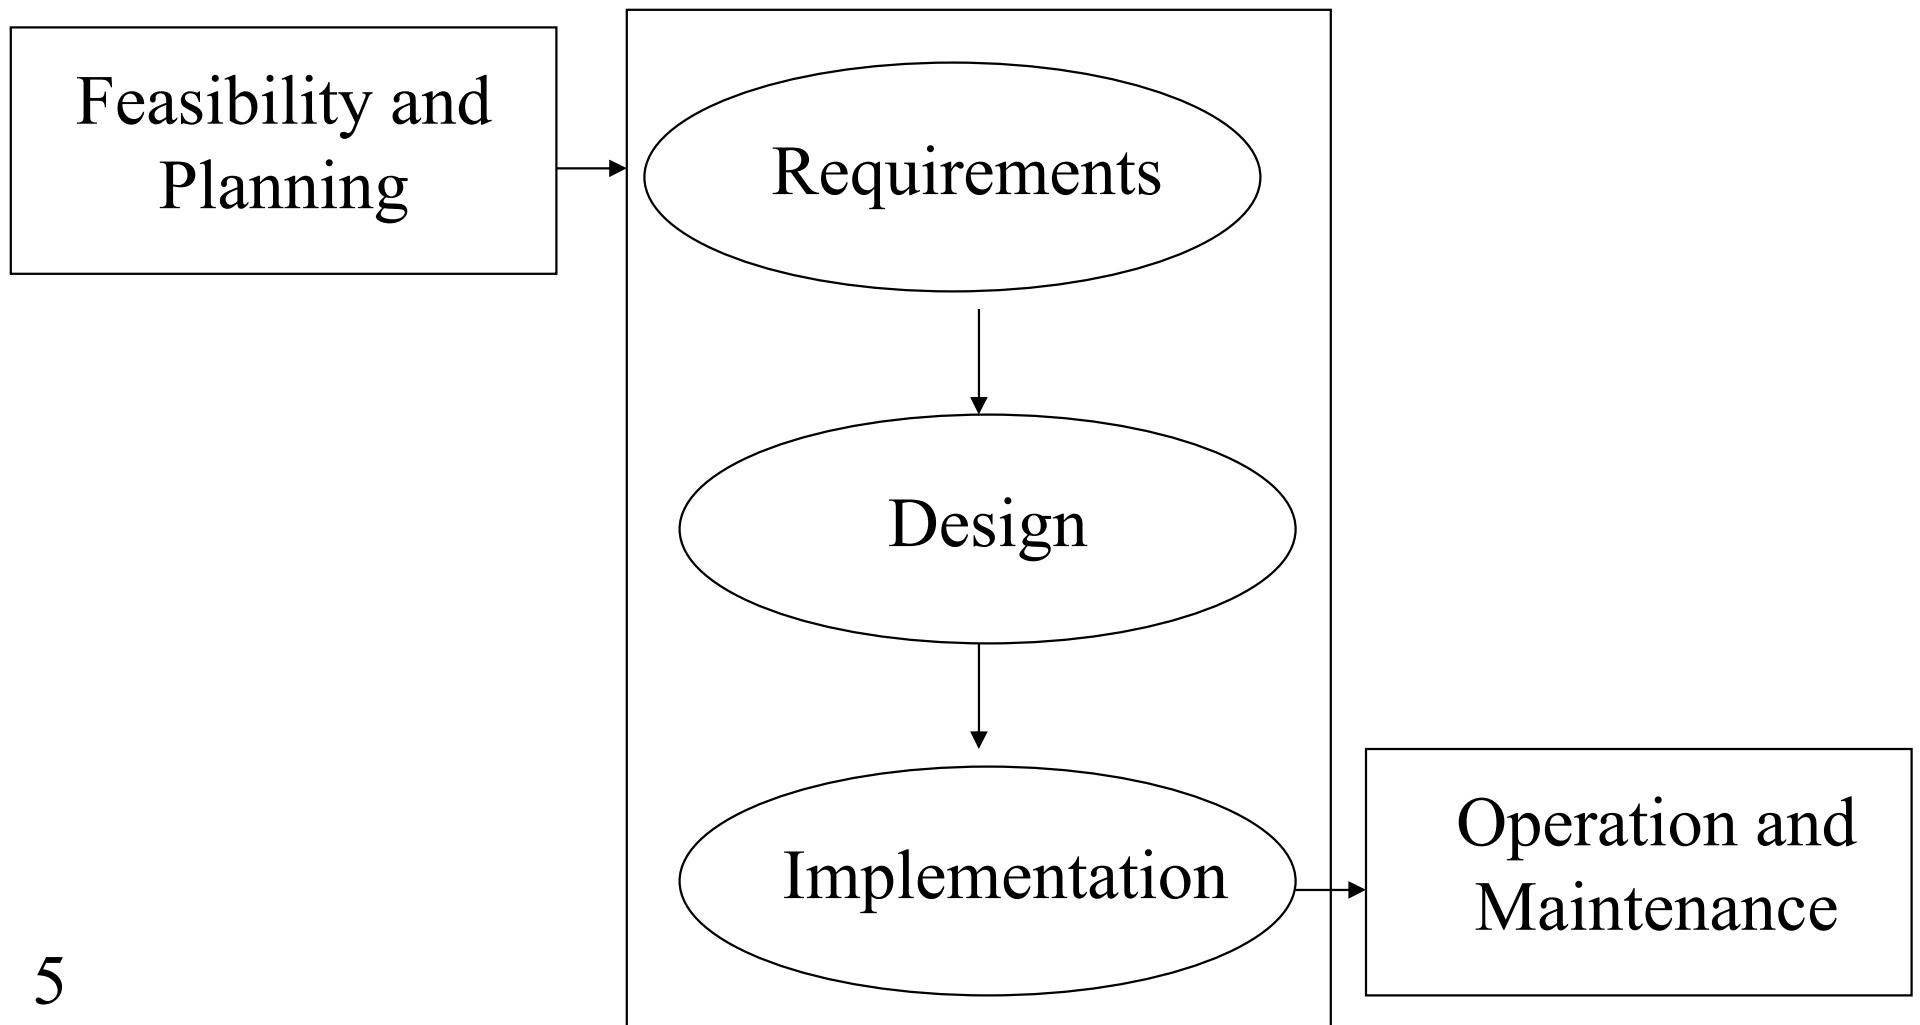 Feasibility and
Planning
Requirements
Design
Implementation
Operation and
Maintenance
5